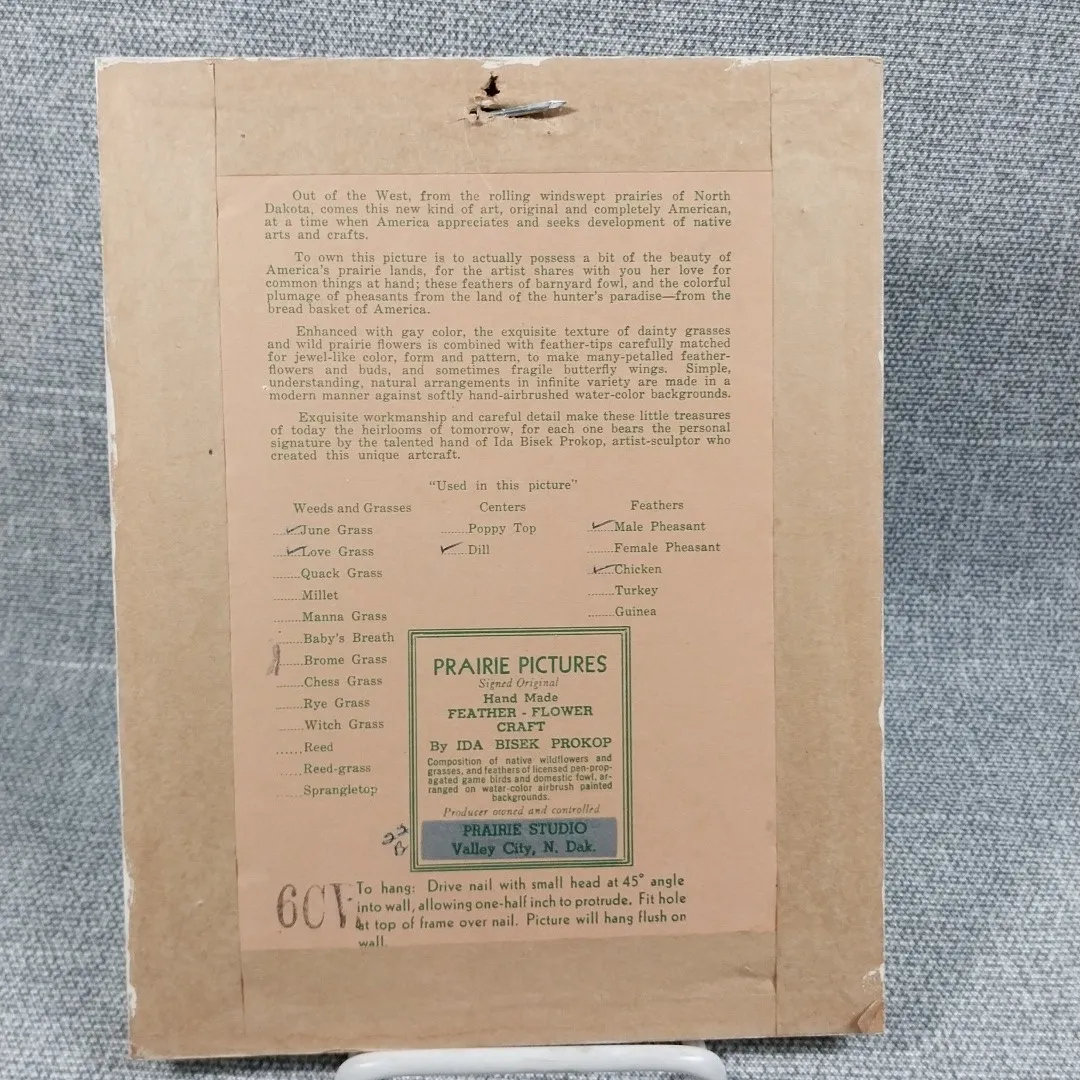 Out of the West, from the rolling windswept prairies of North
Dakota, comes this new kind of art, original and completely American,
at a time when America appreciates and seeks development of native
arts and crafts.
To own this picture is to actually possess a bit of the beauty of
America's prairie lands, for the artist shares with you her love for
common things at hand; these feathers of barnyard fowl, and the colorful
plumage of pheasants from the land of the hunter's paradise—from the
bread basket of America.
Enhanced with gay color, the exquisite texture of dainty grasses
and wild prairie flowers is combined with feather-tips carefully matched
for jewel-like color, form and pattern, to make many-petalled feather-
flowers and buds, and sometimes fragile butterfly wings. Simple,
understanding, natural arrangements in infinite variety are made in a
modern manner against softly hand-airbrushed water-color backgrounds.
Exquisite workmanship and careful detail make these little treasures
of today the heirlooms of tomorrow, for each one bears the personal
signature by the talented hand of Ida Bisek Prokop, artist-sculptor who
created this unique artcraft.
"Used in this picture"
Weeds and Grasses
✓June Grass
✓Love Grass
........Quack Grass
........Millet
........Manna Grass
........Baby's Breath
........Brome Grass
........Chess Grass
........Rye Grass
........Witch Grass
......Reed
........Reed-grass
........Sprangletop
Centers
........Poppy Top
✓Dill
Feathers
✓Male Pheasant
........Female Pheasant
✓Chicken
........Turkey
........Guinea
PRAIRIE PICTURES
Signed Original
Hand Made
FEATHER - FLOWER
CRAFT
By IDA BISEK PROKOP
Composition of native wildflowers and
grasses, and feathers of licensed pen-prop-
agated game birds and domestic fowl, ar-
ranged on water-color airbrush painted
backgrounds.
Producer owned and controlled
PRAIRIE STUDIO
Valley City, N. Dak.
To hang: Drive nail with small head at 45° angle
into wall, allowing one-half inch to protrude. Fit hole
at top of frame over nail. Picture will hang flush on
wall.